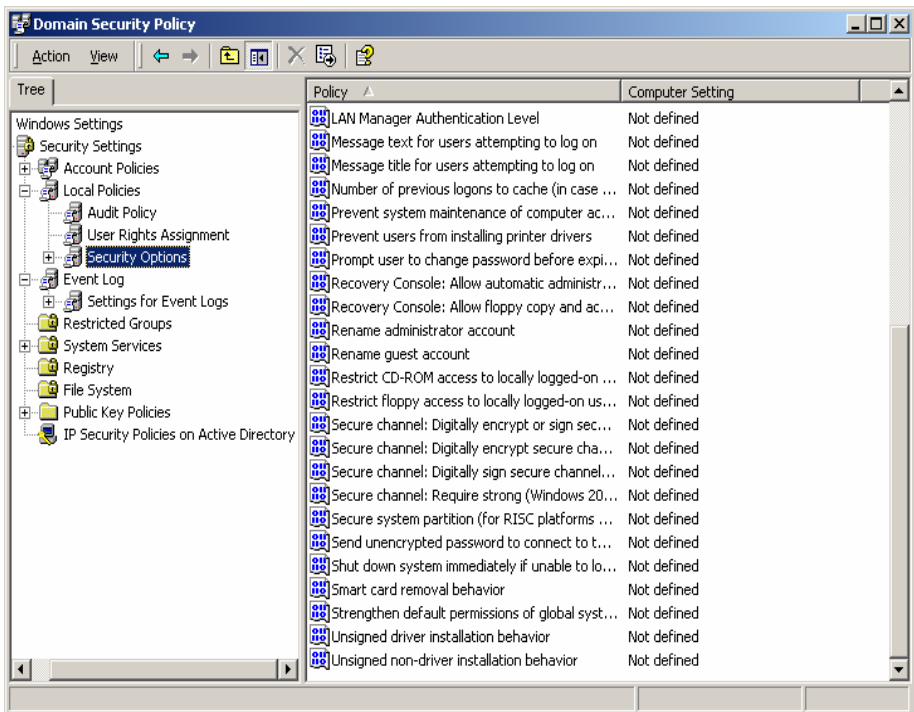 Domain Security Policy
Action View
Tree
Windows Settings
Security Settings
Account Policies
Local Policies
Audit Policy
User Rights Assignment
Security Options
Event Log
Settings for Event Logs
Restricted Groups
System Services
Registry
File System
Public Key Policies
IP Security Policies on Active Directory
Policy Computer Setting
LAN Manager Authentication Level Not defined
Message text for users attempting to log on Not defined
Message title for users attempting to log on Not defined
Number of previous logons to cache (in case ... Not defined
Prevent system maintenance of computer ac... Not defined
Prevent users from installing printer drivers Not defined
Prompt user to change password before expi... Not defined
Recovery Console: Allow automatic administr... Not defined
Recovery Console: Allow floppy copy and ac... Not defined
Rename administrator account Not defined
Rename guest account Not defined
Restrict CD-ROM access to locally logged-on ... Not defined
Restrict floppy access to locally logged-on us... Not defined
Secure channel: Digitally encrypt or sign sec... Not defined
Secure channel: Digitally encrypt secure cha... Not defined
Secure channel: Digitally sign secure channel... Not defined
Secure channel: Require strong (Windows 20... Not defined
Secure system partition (for RISC platforms ... Not defined
Send unencrypted password to connect to t... Not defined
Shut down system immediately if unable to lo... Not defined
Smart card removal behavior Not defined
Strengthen default permissions of global syst... Not defined
Unsigned driver installation behavior Not defined
Unsigned non-driver installation behavior Not defined